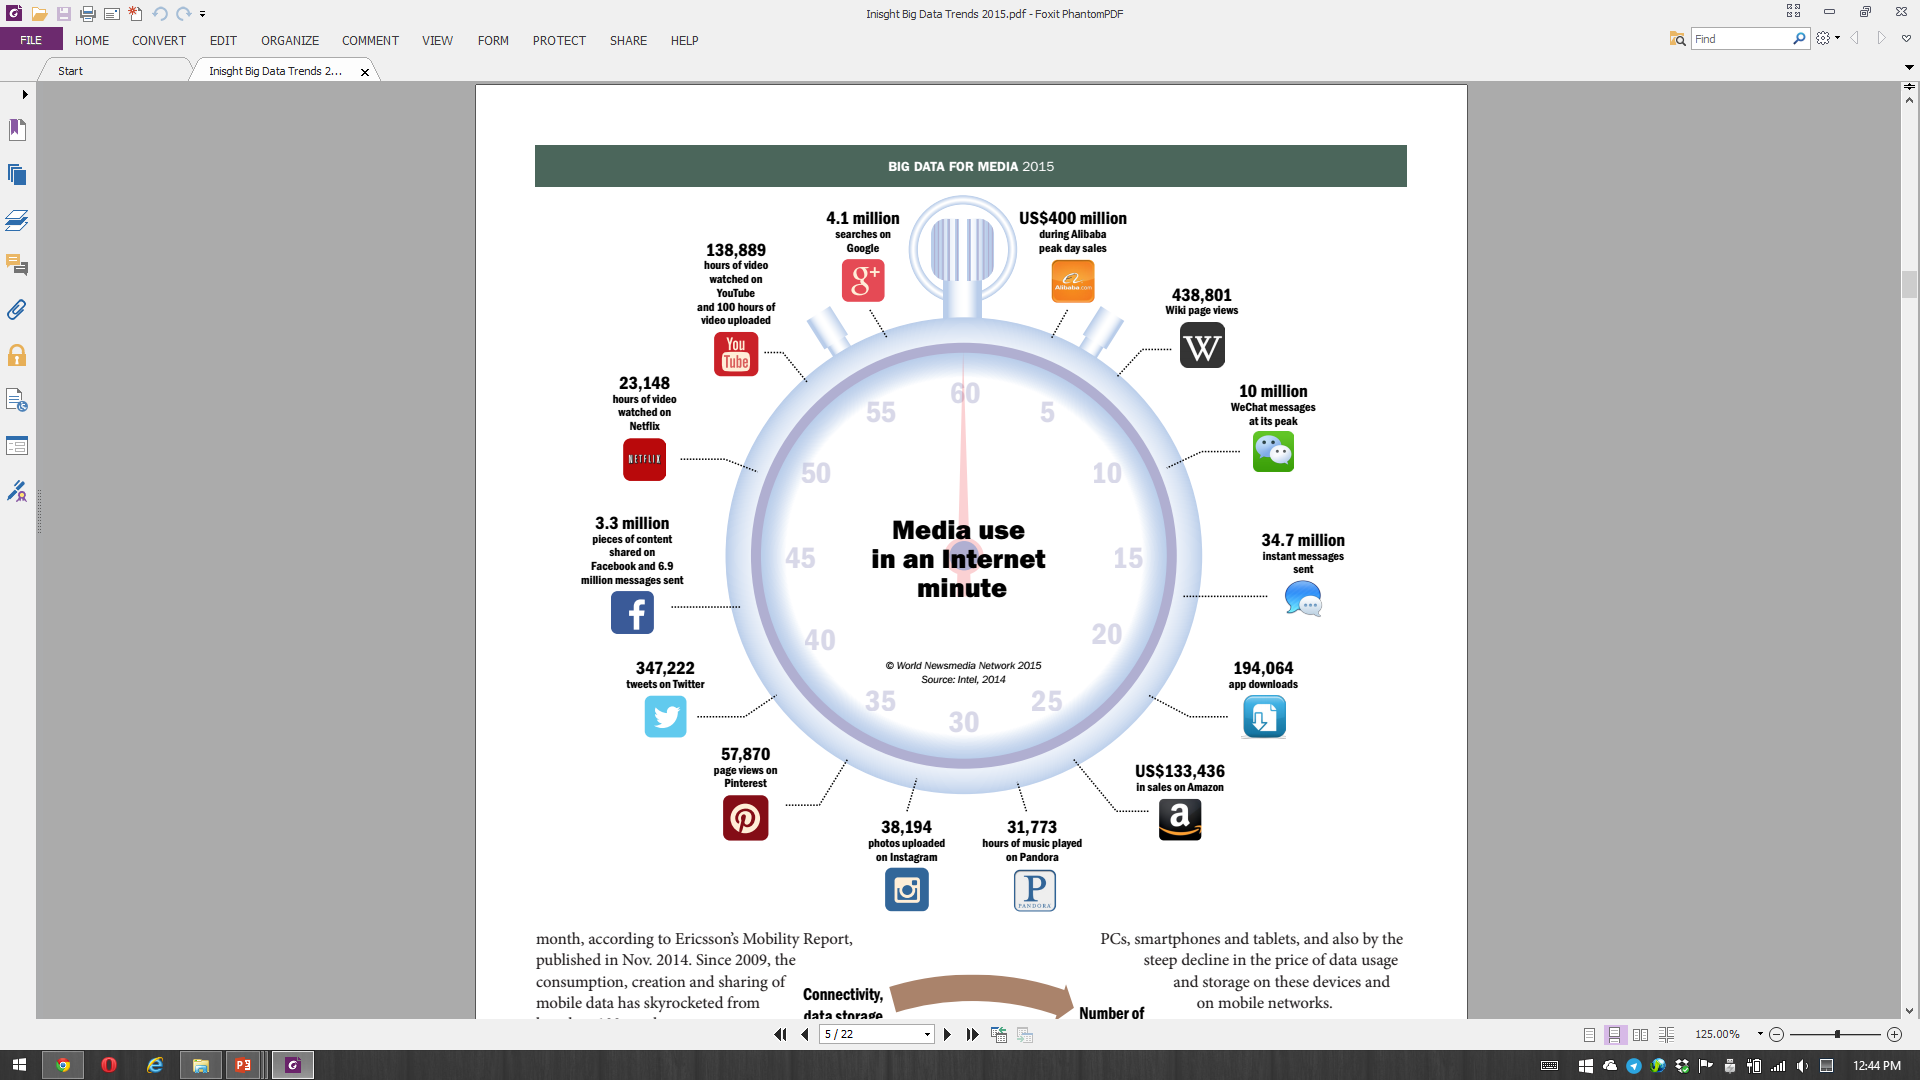 Inisght Big Data Trends 2015.pdf - Foxit PhantomPDF
FILE HOME CONVERT EDIT ORGANIZE COMMENT VIEW FORM PROTECT SHARE HELP
Find
Start
Inisght Big Data Trends 2...
BIG DATA FOR MEDIA 2015
4.1 million
searches on
Google
g+
US$400 million
during Alibaba
peak day sales
Alibaba.com
138,889
hours of video
watched on
YouTube
and 100 hours of
video uploaded
You
Tube
438,801
Wiki page views
W
23,148
hours of video
watched on
Netflix
NETFLIX
10 million
WeChat messages
at its peak
3.3 million
pieces of content
shared on
Facebook and 6.9
million messages sent
f
34.7 million
instant messages
sent
60
5
10
15
20
25
30
35
40
45
50
55
Media use
in an Internet
minute
© World Newsmedia Network 2015
Source: Intel, 2014
347,222
tweets on Twitter
194,064
app downloads
57,870
page views on
Pinterest
US$133,436
in sales on Amazon
a
38,194
photos uploaded
on Instagram
31,773
hours of music played
on Pandora
P
PANDORA
month, according to Ericsson's Mobility Report,
published in Nov. 2014. Since 2009, the
consumption, creation and sharing of
mobile data has skyrocketed from
Connectivity,
data storage
Number of
PCs, smartphones and tablets, and also by the
steep decline in the price of data usage
and storage on these devices and
on mobile networks.
5 / 22
125.00%
12:44 PM